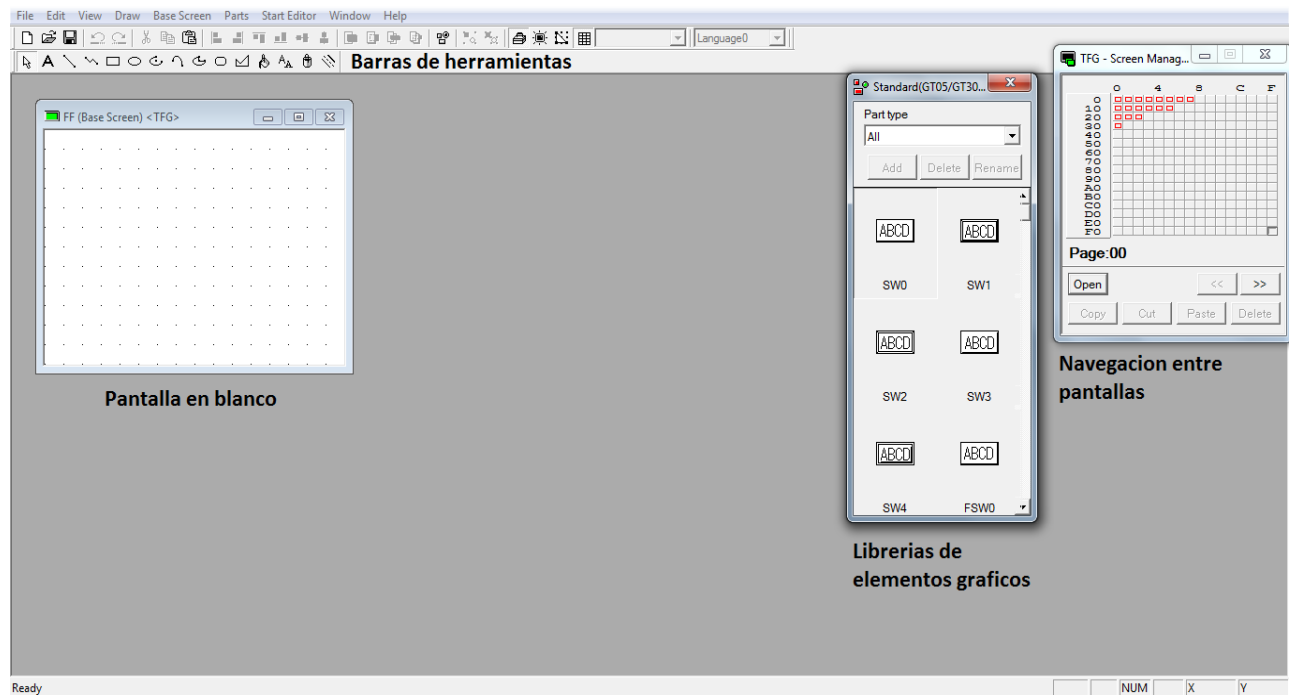 File Edit View Draw Base Screen Parts Start Editor Window Help
Language0
Barras de herramientas
FF (Base Screen) <TFG>
Pantalla en blanco
Standard(GT05/GT30...
Part type
All
Add Delete Rename
ABCD ABCD
SW0 SW1
ABCD ABCD
SW2 SW3
ABCD ABCD
SW4 FSW0
Librerias de
elementos graficos
TFG - Screen Manag...
0 4 8 C F
0
10
20
30
40
50
60
70
80
90
A0
B0
C0
D0
E0
F0
Page:00
Open << >>
Copy Cut Paste Delete
Navegacion entre
pantallas
Ready
NUM X Y